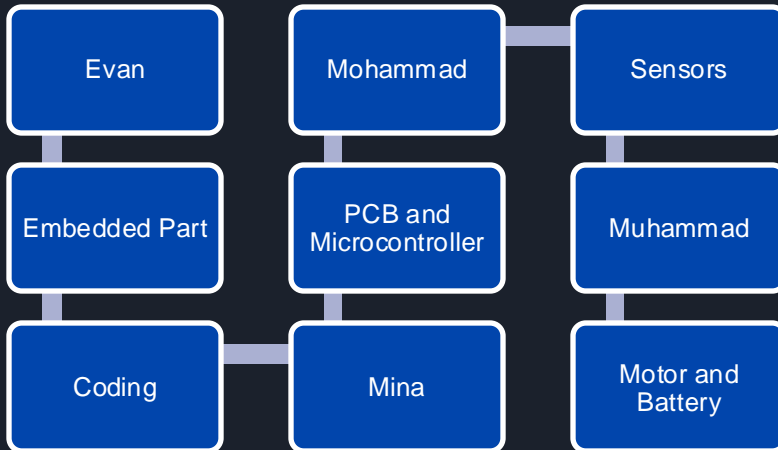 Evan
Embedded Part
Coding
Mina
PCB and
Microcontroller
Mohammad
Sensors
Muhammad
Motor and
Battery